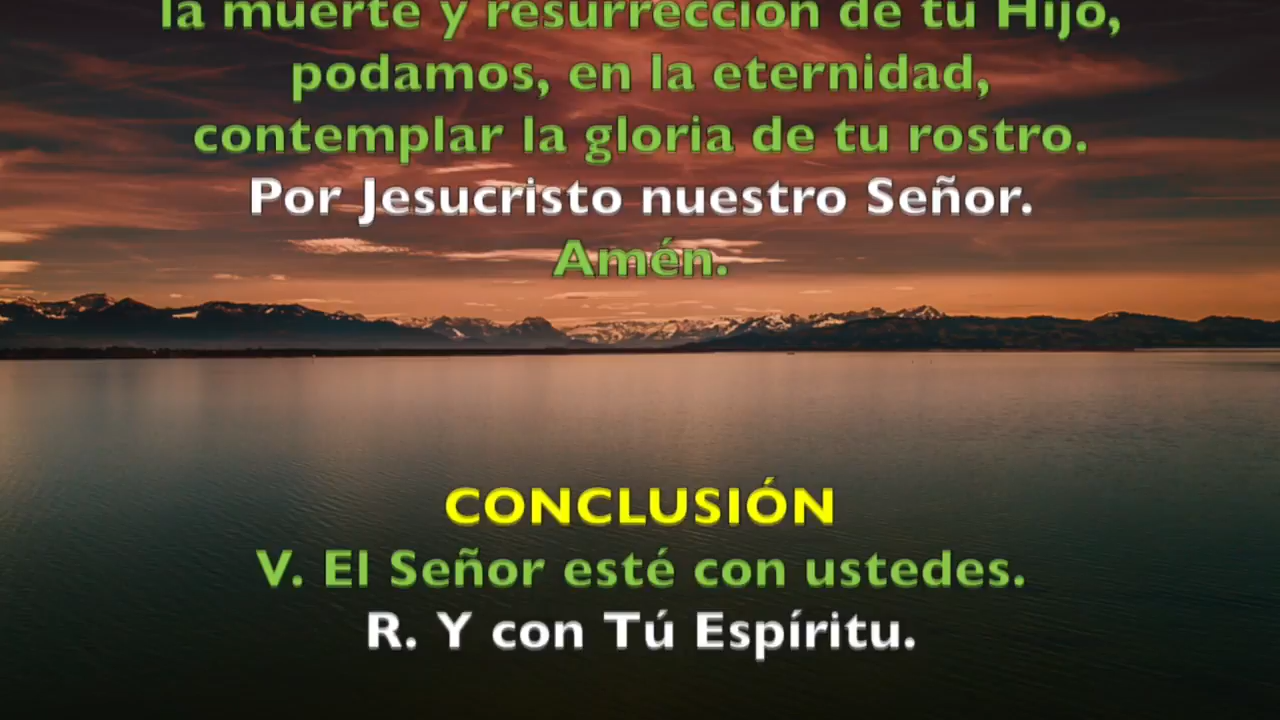 la muerte y resurrección de tu Hijo,
podamos, en la eternidad,
contemplar la gloria de tu rostro.
Por Jesucristo nuestro Señor.
Amén.
CONCLUSIÓN
V. El Señor esté con ustedes.
R. Y con Tú Espíritu.